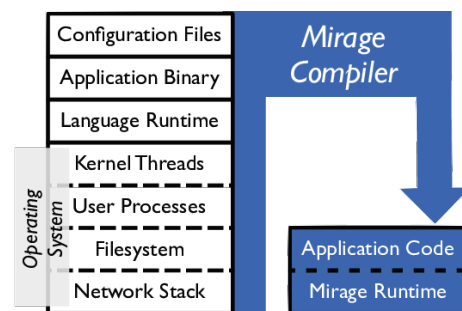 Configuration Files
Application Binary
Language Runtime
Kernel Threads
User Processes
Filesystem
Network Stack
Operating
System
Mirage
Compiler
Application Code
Mirage Runtime